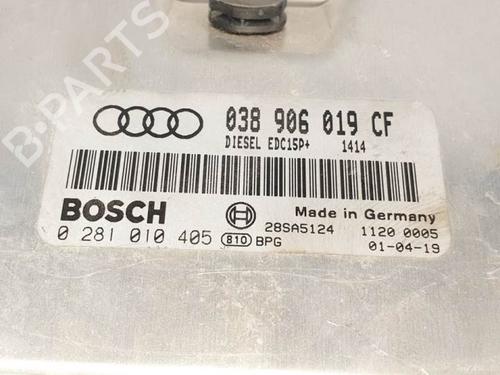 B-PARTS
038 906 019 CF
DIESEL EDC15P+ 1414
BOSCH
Made in Germany
0 281 010 405 810 BPG 28SA5124 1120 0005
01-04-19